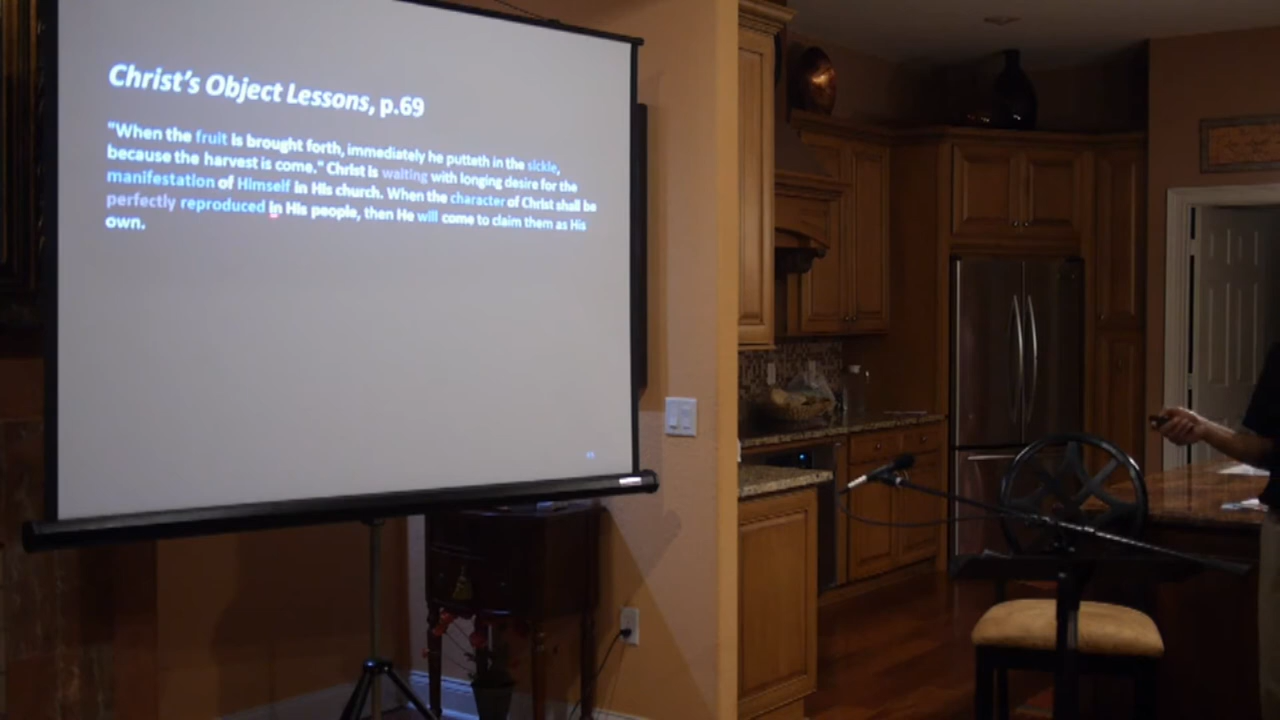 Christ's Object Lessons, p.69
"When the fruit is brought forth, immediately he putteth in the sickle,
because the harvest is come." Christ is waiting with longing desire for the
manifestation of Himself in His church. When the character of Christ shall be
perfectly reproduced in His people, then He will come to claim them as His
own.